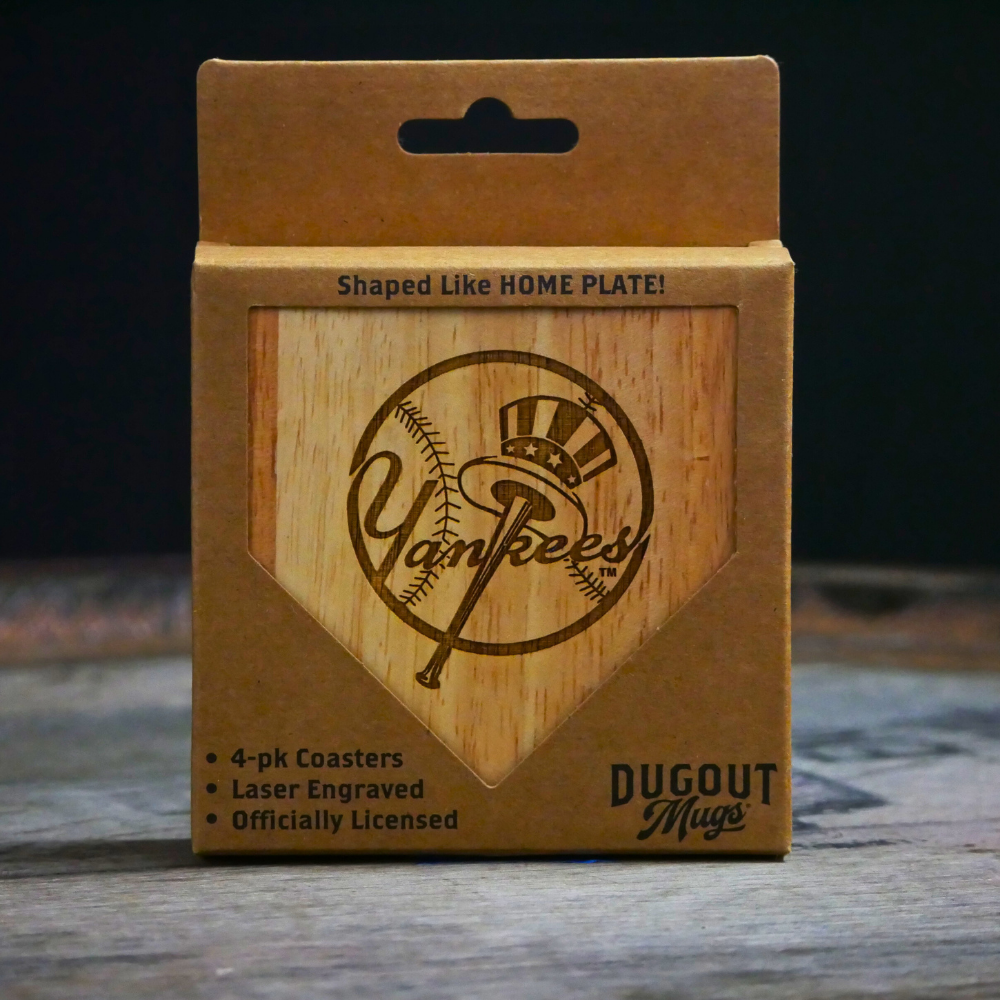 Shaped Like HOME PLATE!
Yankees
TM
• 4-pk Coasters
• Laser Engraved
• Officially Licensed
DUGOUT
Mugs